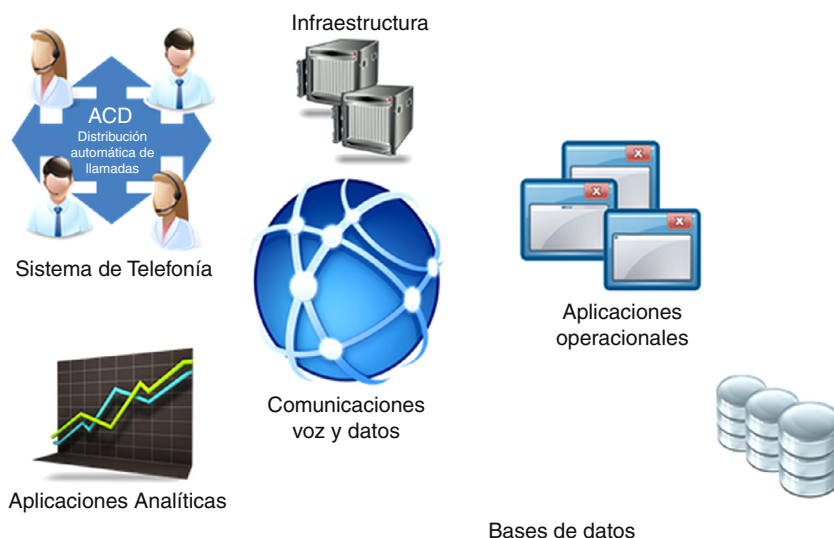 Infraestructura
ACD
Distribución
automática de
llamadas
Sistema de Telefonía
Aplicaciones
operacionales
Comunicaciones
voz y datos
Aplicaciones Analíticas
Bases de datos